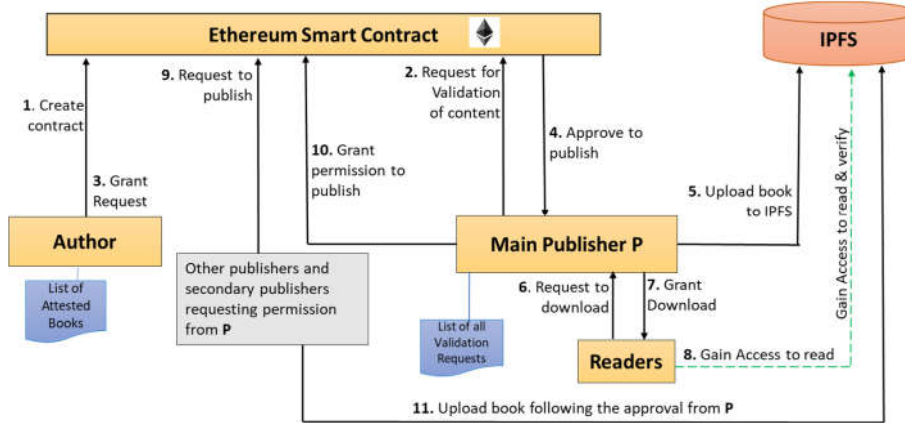 Ethereum Smart Contract
IPFS
1. Create
contract
9. Request to
publish
2. Request for
Validation
of content
10. Grant
permission to
publish
4. Approve to
publish
3. Grant
Request
5. Upload book
to IPFS
Gain Access to read & verify
Author
Main Publisher P
List of
Attested
Books
Other publishers and
secondary publishers
requesting permission
from P
6. Request to
download
7. Grant
Download
List of all
Validation
Requests
Readers
8. Gain Access to read
11. Upload book following the approval from P